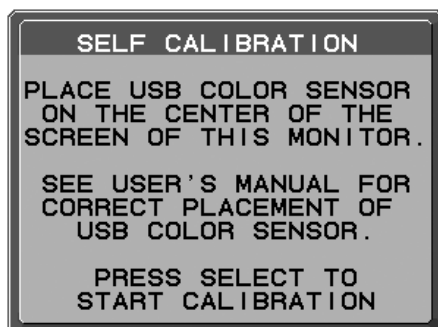 SELF CALIBRATION
PLACE USB COLOR SENSOR
ON THE CENTER OF THE
SCREEN OF THIS MONITOR.
SEE USER'S MANUAL FOR
CORRECT PLACEMENT OF
USB COLOR SENSOR.
PRESS SELECT TO
START CALIBRATION